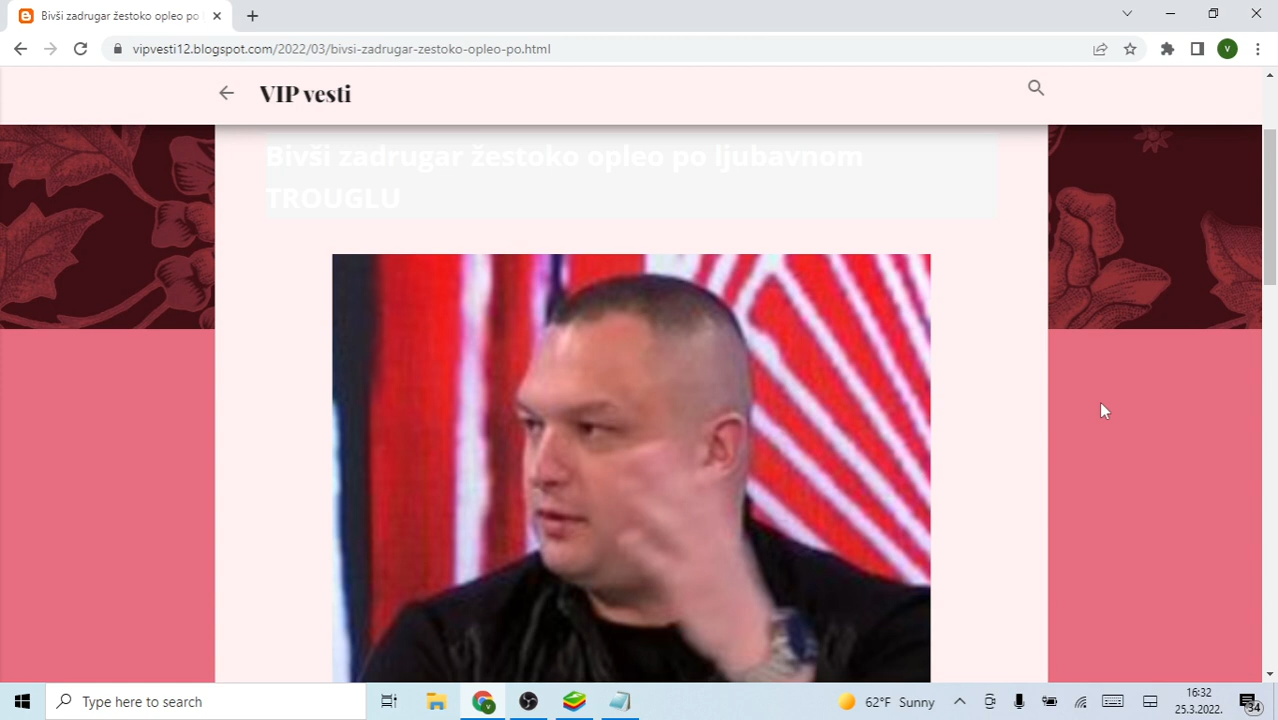 Bivši zadrugar žestoko opleo po
vipvesti12.blogspot.com/2022/03/bivsi-zadrugar-zestoko-opleo-po.html
V
VIP vesti
Bivši zadrugar žestoko opleo po ljubavnom
TROUGLU
Type here to search
62°F Sunny
16:32
25.3.2022.
34